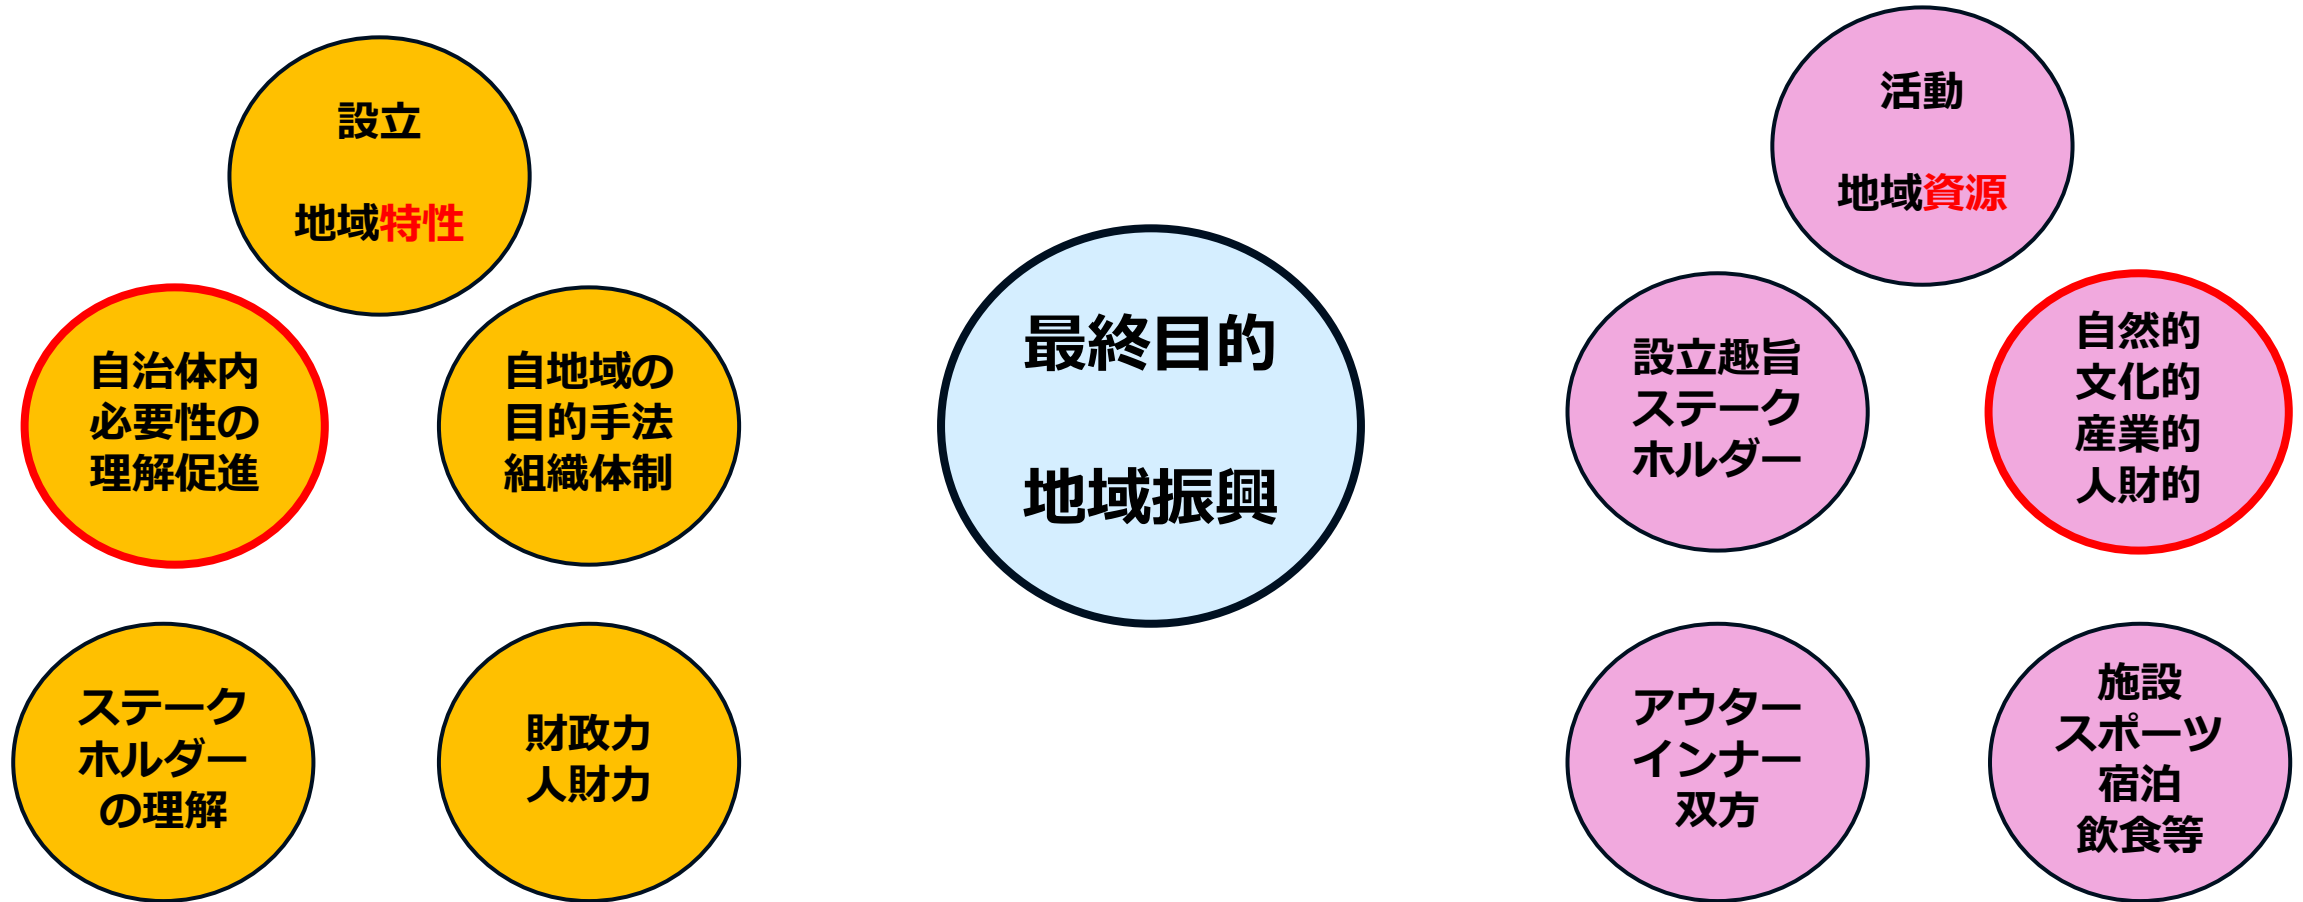 設立
地域特性
自治体内
必要性の
理解促進
自地域の
目的手法
組織体制
ステーク
ホルダー
の理解
財政力
人財力
最終目的
地域振興
活動
地域資源
設立趣旨
ステーク
ホルダー
自然的
文化的
産業的
人財的
アウター
インナー
双方
施設
スポーツ
宿泊
飲食等